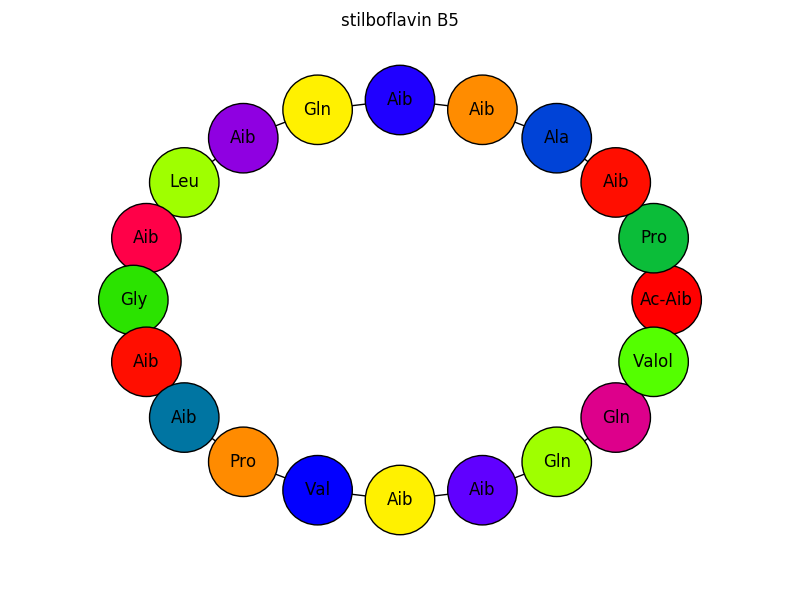 stilboflavin B5
Aib
Gln
Aib
Aib
Ala
Leu
Aib
Aib
Pro
Gly
Ac-Aib
Aib
Valol
Aib
Gln
Pro
Gln
Val
Aib
Aib